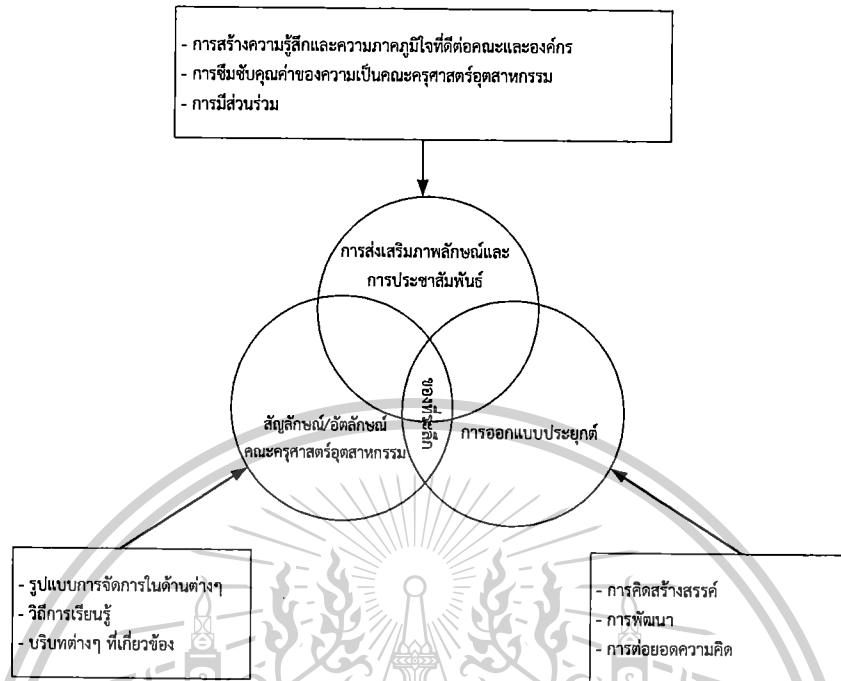 - การสร้างความรู้สึกและความภาคภูมิใจที่ดีต่อคณะและองค์กร
- การซึมซับคุณค่าของความเป็นคณะครุศาสตร์อุตสาหกรรม
- การมีส่วนร่วม
การส่งเสริมภาพลักษณ์และ
การประชาสัมพันธ์
สัญลักษณ์/อัตลักษณ์
คณะครุศาสตร์อุตสาหกรรม
ของที่ระลึก
การออกแบบประยุกต์
- รูปแบบการจัดการในด้านต่างๆ
- วิถีการเรียนรู้
- บริบทต่างๆ ที่เกี่ยวข้อง
- การคิดสร้างสรรค์
- การพัฒนา
- การต่อยอดความคิด